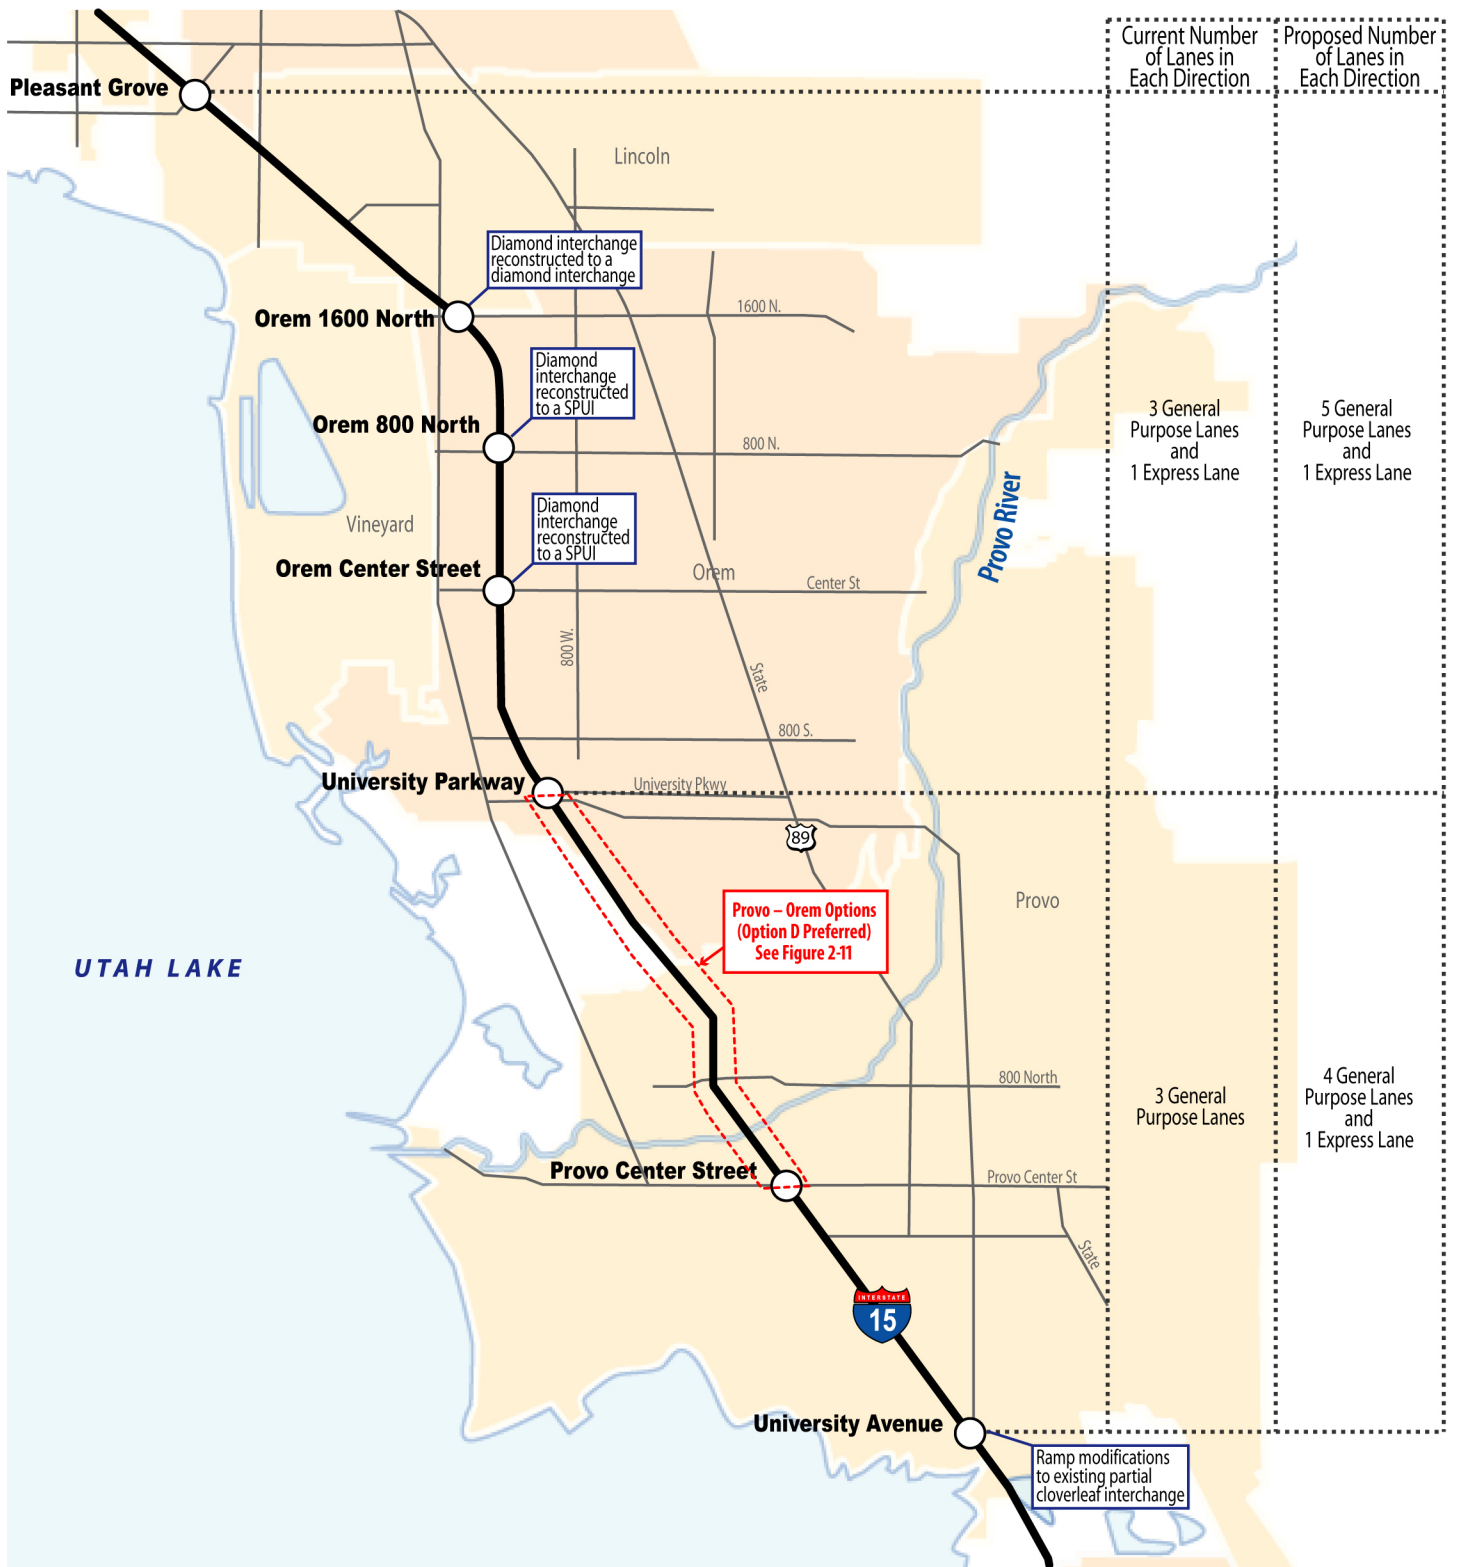 Current Number
of Lanes in
Each Direction
Proposed Number
of Lanes in
Each Direction
Pleasant Grove
Lincoln
Diamond interchange
reconstructed to a
diamond interchange
1600 N.
Orem 1600 North
Diamond
interchange
reconstructed
to a SPUI
Orem 800 North
800 N.
3 General
Purpose Lanes
and
1 Express Lane
5 General
Purpose Lanes
and
1 Express Lane
Provo River
Diamond
interchange
reconstructed
to a SPUI
Vineyard
Orem Center Street
Orem
Center St
800 W.
State
800 S.
University Parkway
University Pkwy
89
Provo – Orem Options
(Option D Preferred)
See Figure 2-11
Provo
UTAH LAKE
800 North
3 General
Purpose Lanes
4 General
Purpose Lanes
and
1 Express Lane
Provo Center Street
Provo Center St
State
INTERSTATE
15
University Avenue
Ramp modifications
to existing partial
cloverleaf interchange